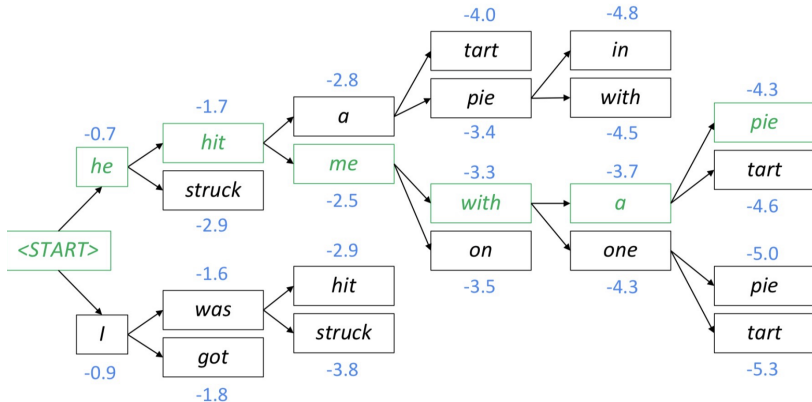 -4.0
-4.8
tart
in
-2.8
-1.7
a
pie
with
-4.3
-0.7
hit
-3.4
-4.5
pie
he
me
-3.3
-3.7
struck
-2.5
with
a
tart
-2.9
-2.9
-4.6
<START>
on
one
-1.6
hit
-3.5
-4.3
-5.0
was
pie
I
struck
got
tart
-0.9
-3.8
-5.3
-1.8